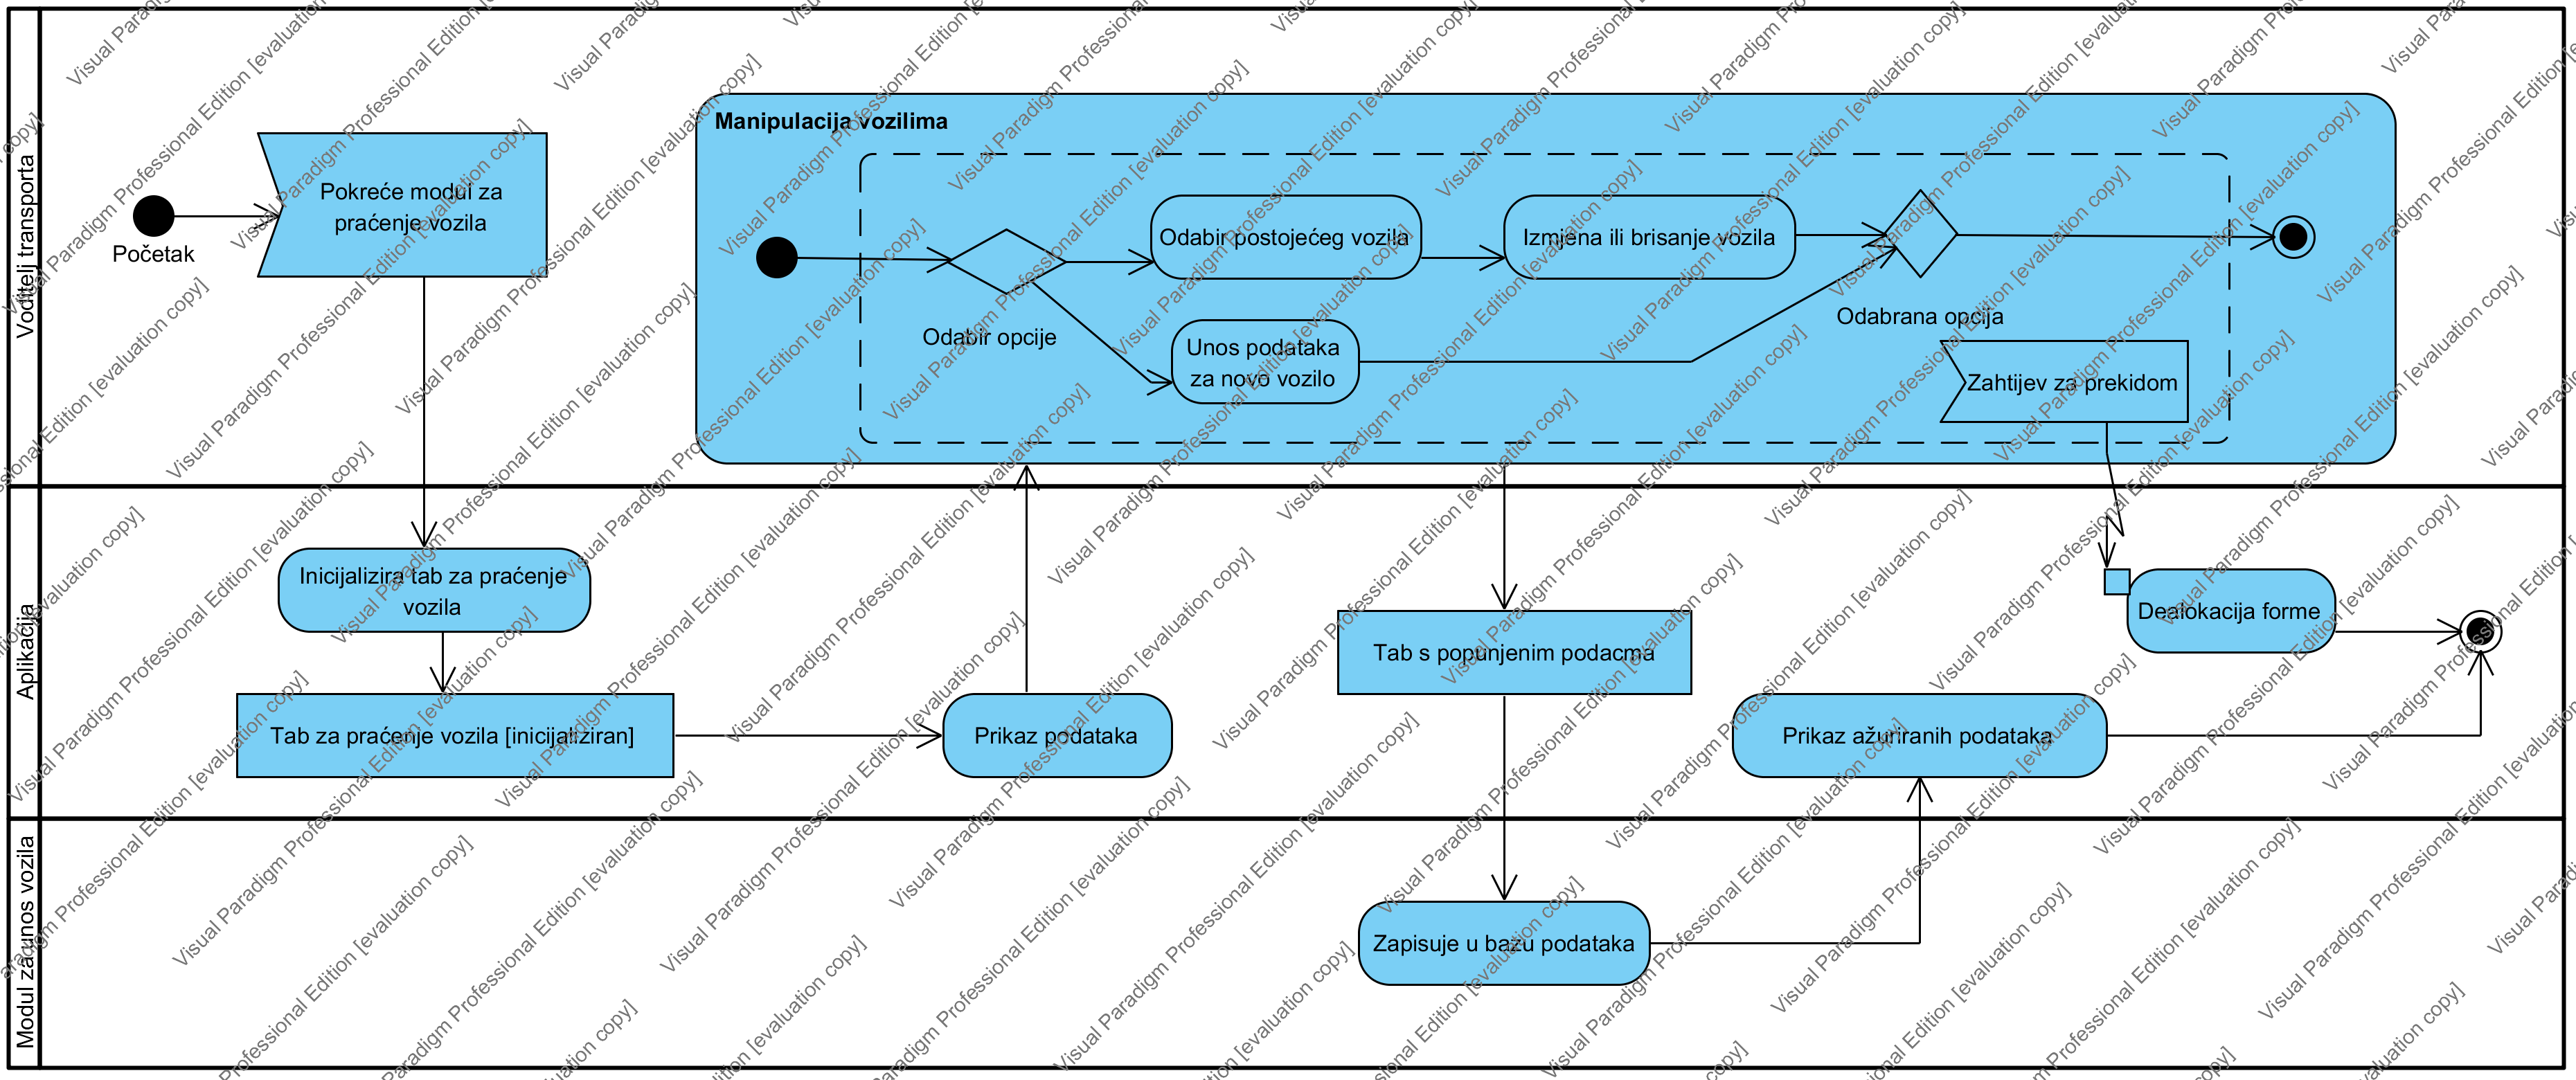 Voditelj transporta
Početak
Pokreće modul za
praćenje vozila
Manipulacija vozilima
Odabir opcije
Odabir postojećeg vozila
Izmjena ili brisanje vozila
Unos podataka
za novo vozilo
Odabrana opcija
Zahtijev za prekidom
Aplikacija
Inicijalizira tab za praćenje
vozila
Tab za praćenje vozila [inicijaliziran]
Prikaz podataka
Tab s popunjenim podacma
Dealokacija forme
Prikaz ažuriranih podataka
Modul za unos vozila
Zapisuje u bazu podataka
Visual Paradigm Professional Edition [evaluation copy]